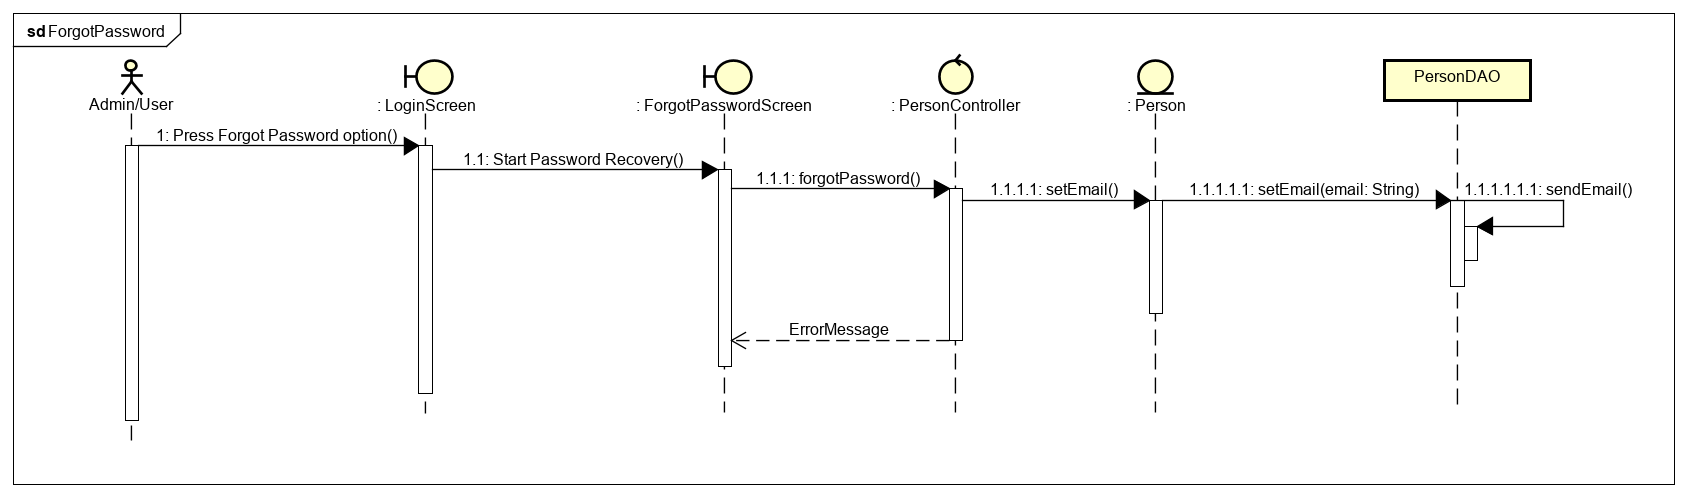 sd ForgotPassword
Admin/User
: LoginScreen
: ForgotPasswordScreen
: PersonController
: Person
PersonDAO
1: Press Forgot Password option()
1.1: Start Password Recovery()
1.1.1: forgotPassword()
1.1.1.1: setEmail()
1.1.1.1.1: setEmail(email: String)
1.1.1.1.1.1: sendEmail()
ErrorMessage